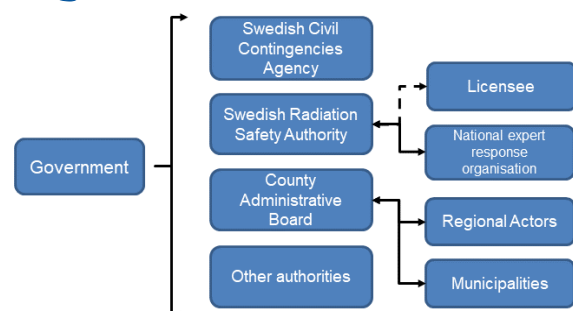 Swedish Civil
Contingencies
Agency
Licensee
Swedish Radiation
Safety Authority
National expert
response
organisation
Government
County
Administrative
Board
Regional Actors
Other authorities
Municipalities